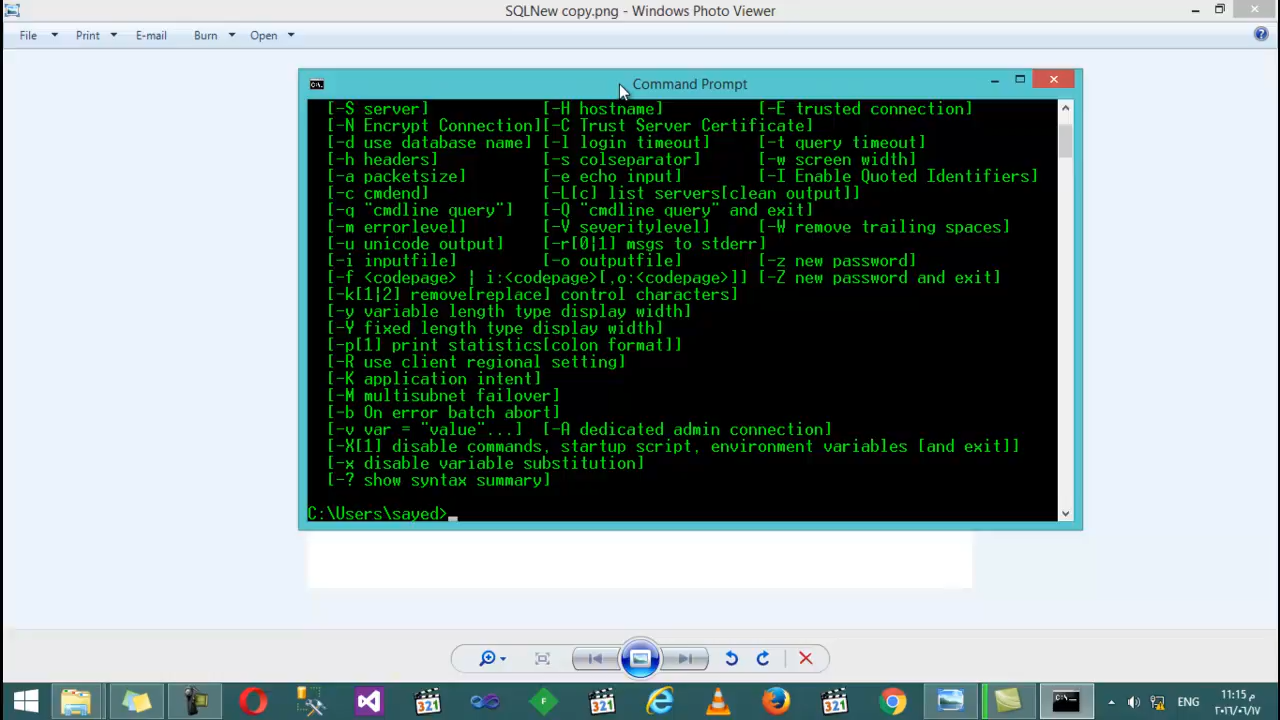 SQLNew copy.png - Windows Photo Viewer
File Print E-mail Burn Open
Command Prompt
[-S server] [-H hostname] [-E trusted connection]
[-N Encrypt Connection][-C Trust Server Certificate]
[-d use database name] [-l login timeout] [-t query timeout]
[-h headers] [-s colseparator] [-w screen width]
[-a packetsize] [-e echo input] [-I Enable Quoted Identifiers]
[-c cmdend] [-L[c] list servers[clean output]]
[-q "cmdline query"] [-Q "cmdline query" and exit]
[-m errorlevel] [-V severitylevel] [-W remove trailing spaces]
[-u unicode output] [-r[0|1] msgs to stderr]
[-i inputfile] [-o outputfile] [-z new password]
[-f <codepage> | i:<codepage>[,o:<codepage>]] [-Z new password and exit]
[-k[1|2] remove[replace] control characters]
[-y variable length type display width]
[-Y fixed length type display width]
[-p[1] print statistics[colon format]]
[-R use client regional setting]
[-K application intent]
[-M multisubnet failover]
[-b On error batch abort]
[-v var = "value"...] [-A dedicated admin connection]
[-X[1] disable commands, startup script, environment variables [and exit]]
[-x disable variable substitution]
[-? show syntax summary]
C:\Users\sayed>
321 321 321
ENG
11:15 م
٢٠١٦/٠٦/١٧